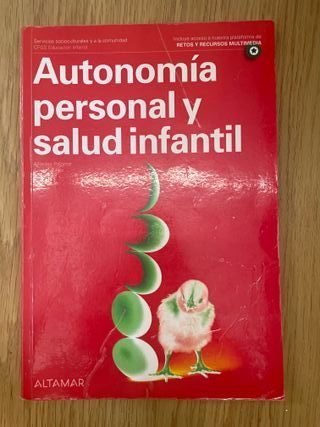 Servicios socioculturales y a la comunidad
CFGS Educación Infantil
Incluye acceso a nuestra plataforma de
RETOS Y RECURSOS MULTIMEDIA
Autonomía
personal y
salud infantil
ALTAMAR